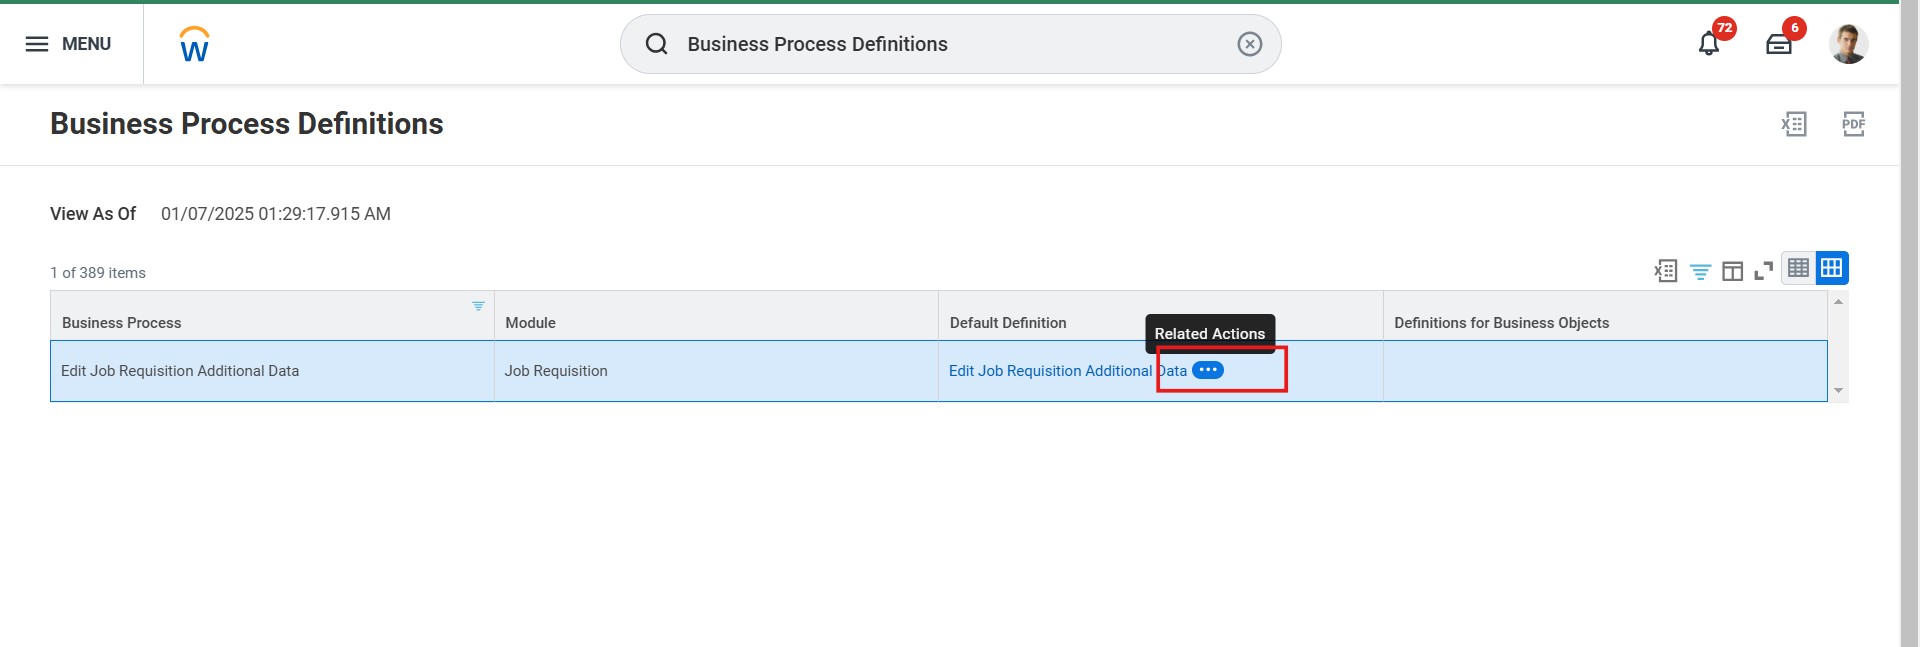 MENU
W
Business Process Definitions
72
6
Business Process Definitions
X
PDF
View As Of 01/07/2025 01:29:17.915 AM
1 of 389 items
X
Business Process
Module
Default Definition
Related Actions
Definitions for Business Objects
Edit Job Requisition Additional Data
Job Requisition
Edit Job Requisition Additional Data